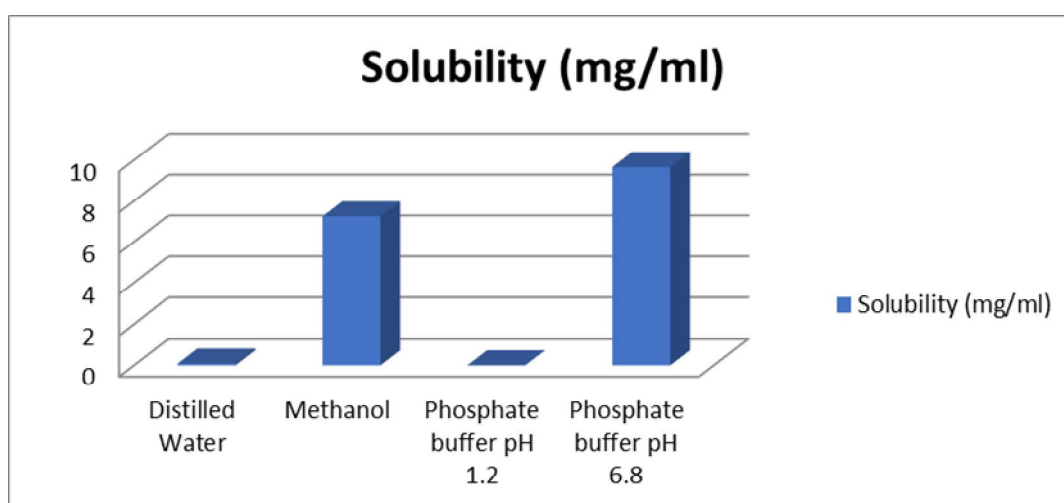 Solubility (mg/ml)
10
8
6
4
2
0
Distilled
Water
Methanol
Phosphate
buffer pH
1.2
Phosphate
buffer pH
6.8
Solubility (mg/ml)